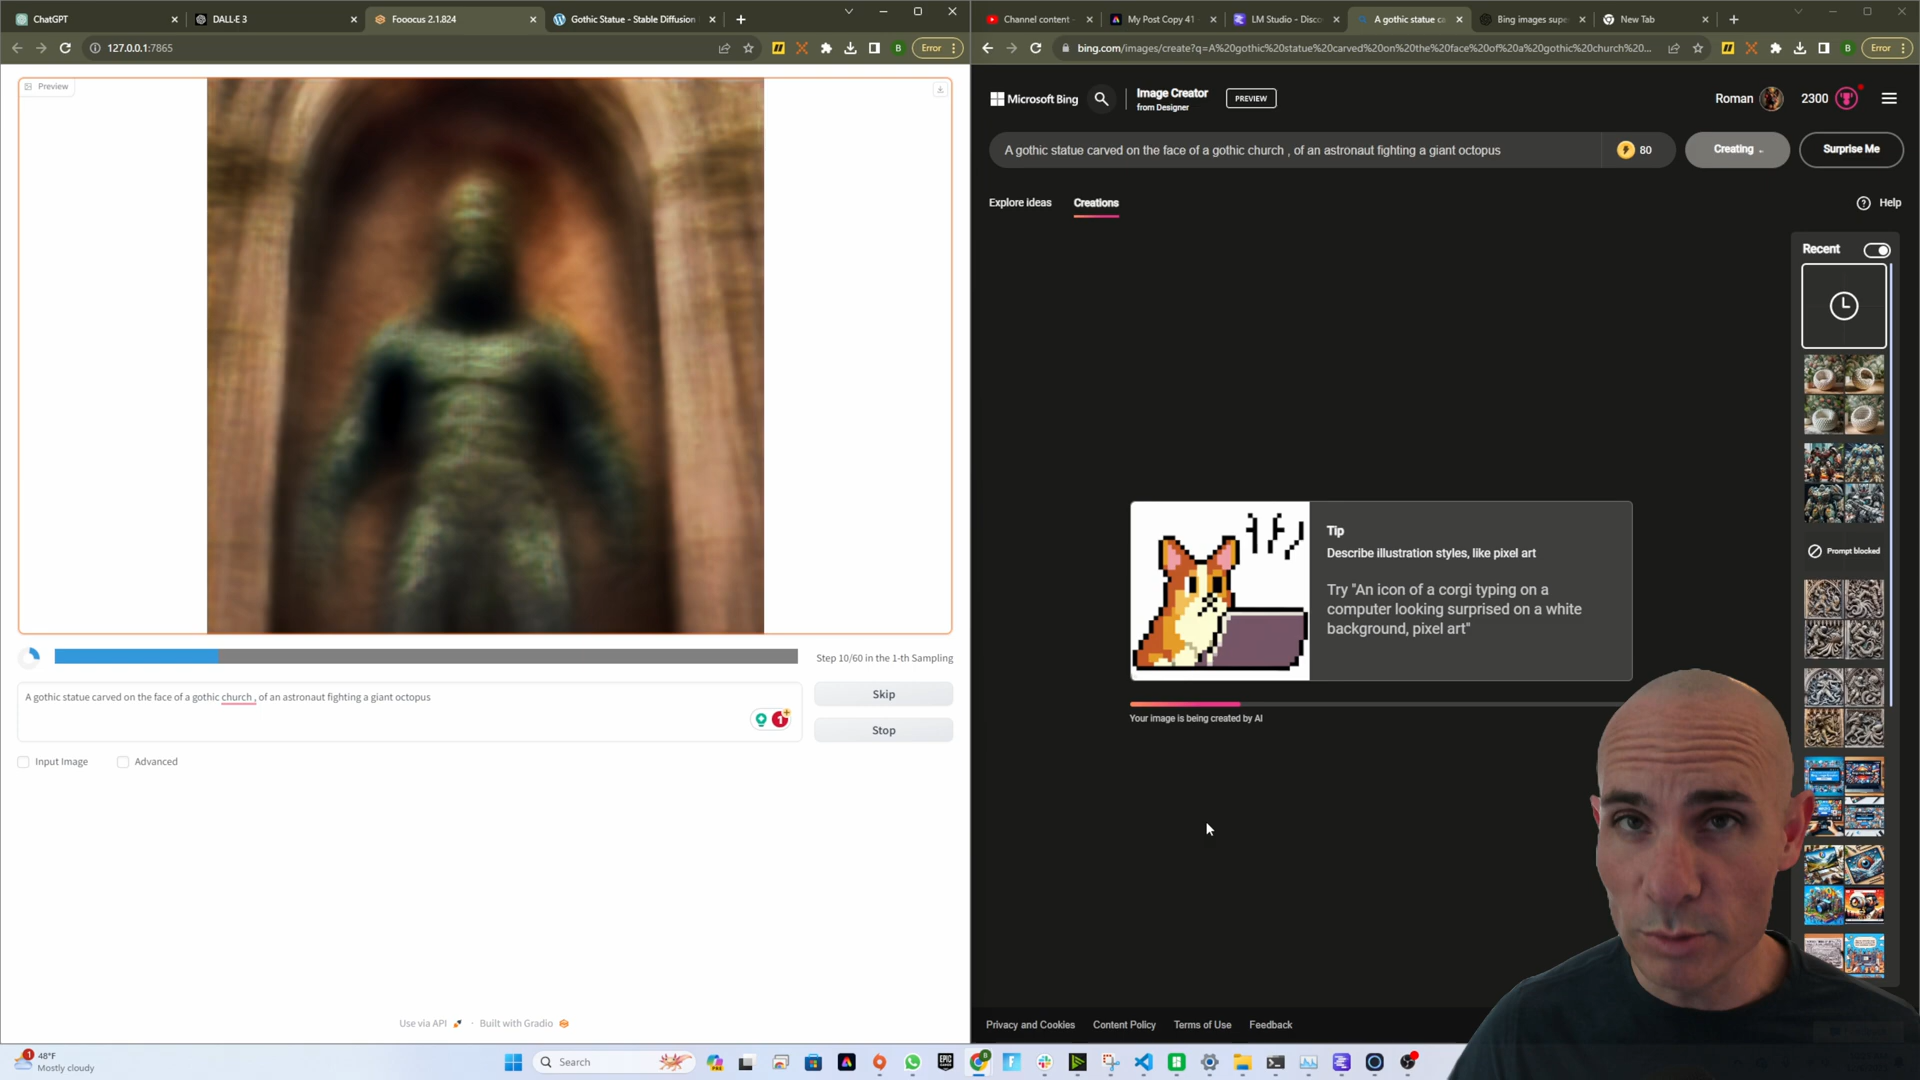 ChatGPT
DALL·E 3
Fooocus 2.1.824
Gothic Statue - Stable Diffusion
127.0.0.1:7865
Error
Preview
Step 10/60 in the 1-th Sampling
A gothic statue carved on the face of a gothic church , of an astronaut fighting a giant octopus
1
Skip
Stop
Input Image
Advanced
Use via API
·
Built with Gradio
Channel content
My Post Copy 41
LM Studio - Disco
A gothic statue ca
Bing images supe
New Tab
bing.com/images/create?q=A%20gothic%20statue%20carved%20on%20the%20face%20of%20a%20gothic%20church%20...
B
Error
Microsoft Bing
Image Creator
from Designer
PREVIEW
Roman
2300
A gothic statue carved on the face of a gothic church , of an astronaut fighting a giant octopus
80
Creating
Surprise Me
Explore ideas
Creations
Help
Recent
Prompt blocked
Tip
Describe illustration styles, like pixel art
Try "An icon of a corgi typing on a
computer looking surprised on a white
background, pixel art"
Your image is being created by AI
Privacy and Cookies
Content Policy
Terms of Use
Feedback
1
48°F
Mostly cloudy
Search